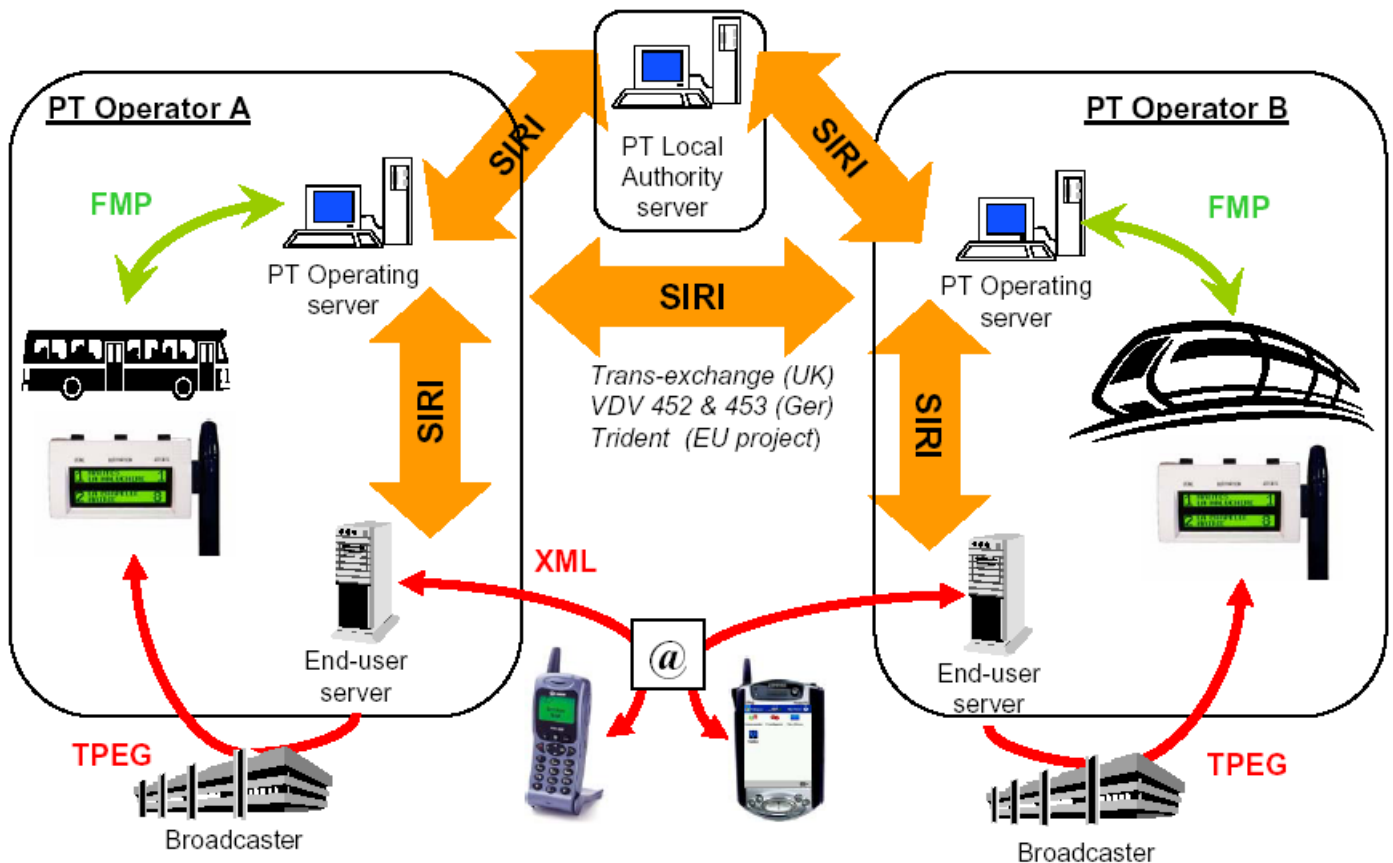 PT Operator A
PT Operator B
PT Local
Authority
server
SIRI
SIRI
FMP
FMP
PT Operating
server
PT Operating
server
SIRI
SIRI
SIRI
Trans-exchange (UK)
VDV 452 & 453 (Ger)
Trident (EU project)
XML
@
End-user
server
End-user
server
TPEG
TPEG
Broadcaster
Broadcaster